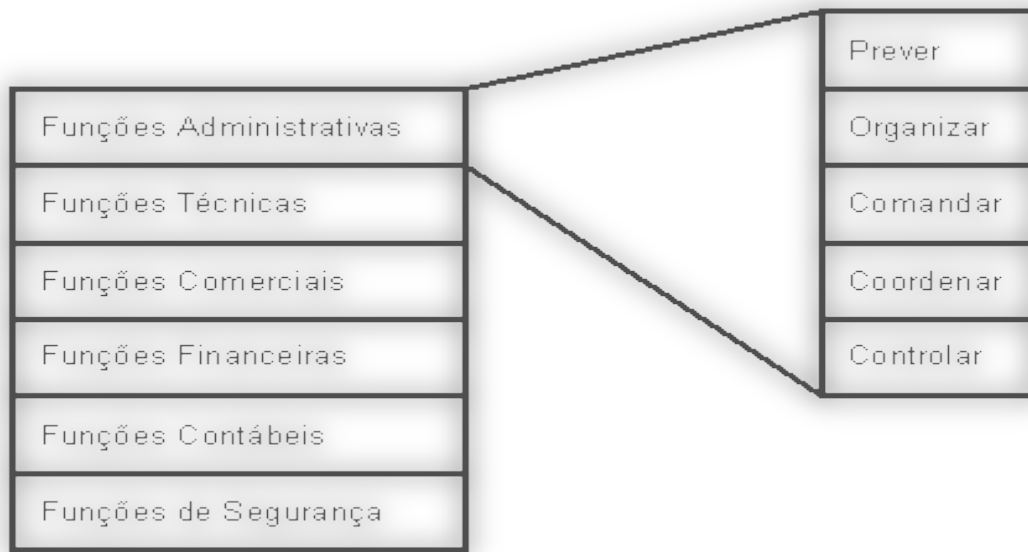 Funções Administrativas
Funções Técnicas
Funções Comerciais
Funções Financeiras
Funções Contábeis
Funções de Segurança
Prever
Organizar
Comandar
Coordenar
Controlar